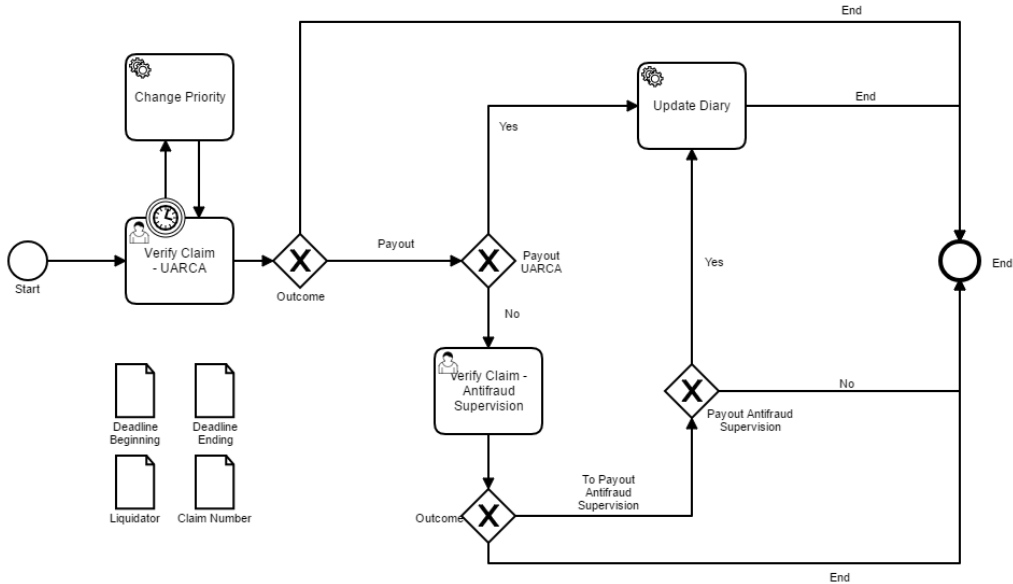 End
Change Priority
Update Diary
End
Yes
Verify Claim
- UARCA
Payout
Payout
UARCA
Start
Outcome
Yes
End
No
Verify Claim -
Antifraud
Supervision
No
Payout Antifraud
Supervision
Deadline
Beginning
Deadline
Ending
To Payout
Antifraud
Supervision
Liquidator
Claim Number
Outcome
End